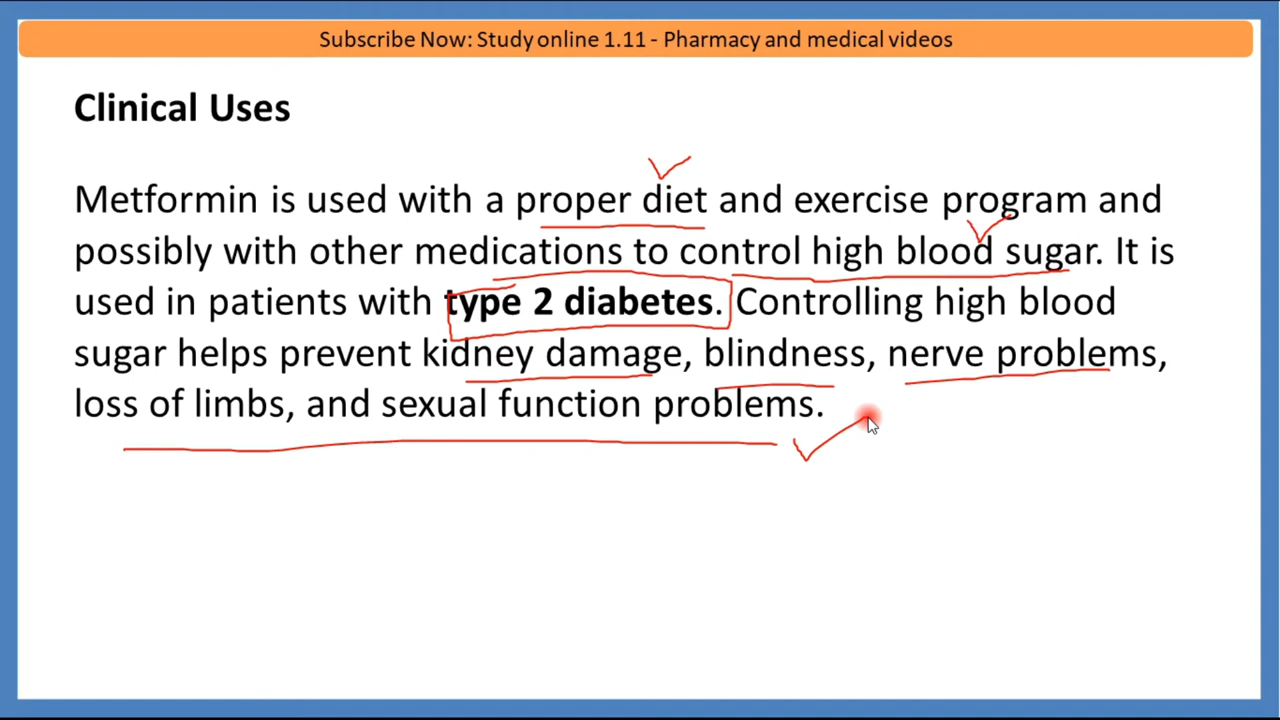 Subscribe Now: Study online 1.11 - Pharmacy and medical videos
Clinical Uses
Metformin is used with a proper diet and exercise program and
possibly with other medications to control high blood sugar. It is
used in patients with type 2 diabetes. Controlling high blood
sugar helps prevent kidney damage, blindness, nerve problems,
loss of limbs, and sexual function problems.